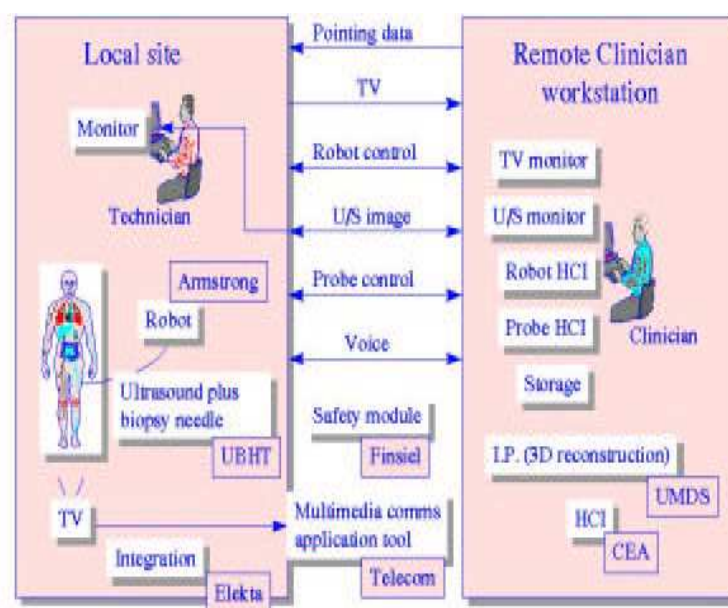 Local site
Monitor
Technician
Armstrong
Robot
Ultrasound plus
biopsy needle
UBHT
TV
Integration
Elekta
Pointing data
TV
Robot control
U/S image
Probe control
Voice
Safety module
Finsiel
Multimedia comms
application tool
Telecom
Remote Clinician
workstation
TV monitor
U/S monitor
Robot HCI
Probe HCI
Clinician
Storage
I.P. (3D reconstruction)
UMDS
HCI
CEA